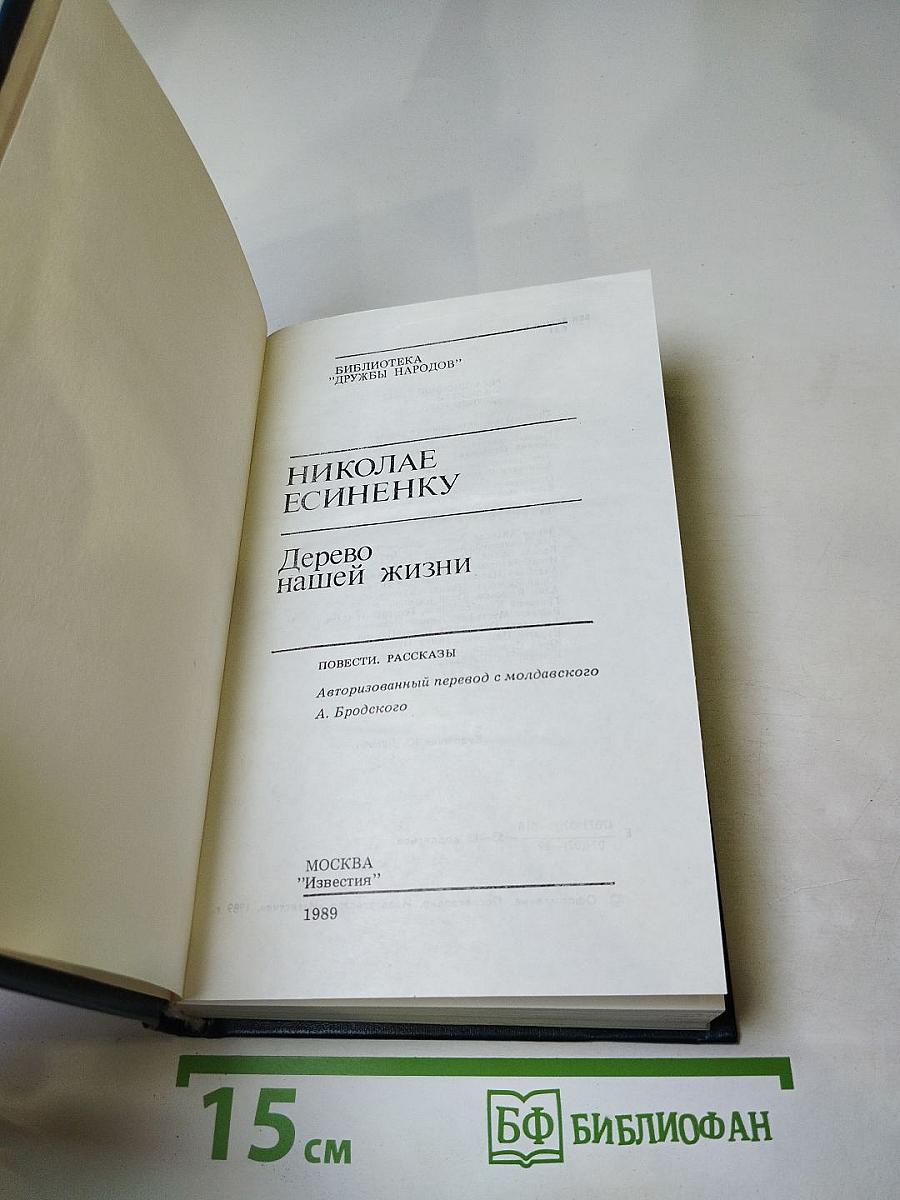 БИБЛИОТЕКА
"ДРУЖБЫ НАРОДОВ"
НИКОЛАЕ
ЕСИНЕНКУ
Дерево
нашей жизни
ПОВЕСТИ. РАССКАЗЫ
Авторизованный перевод с молдавского
А. Бродского
МОСКВА
"Известия"
1989
15 см
БФ БИБЛИОФАН